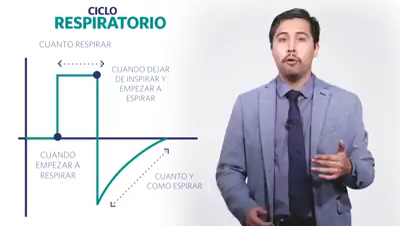 CICLO
RESPIRATORIO
CUANTO RESPIRAR
CUANDO DEJAR
DE INSPIRAR Y
EMPEZAR A
ESPIRAR
CUANDO
EMPEZAR A
RESPIRAR
CUANTO Y
COMO ESPIRAR